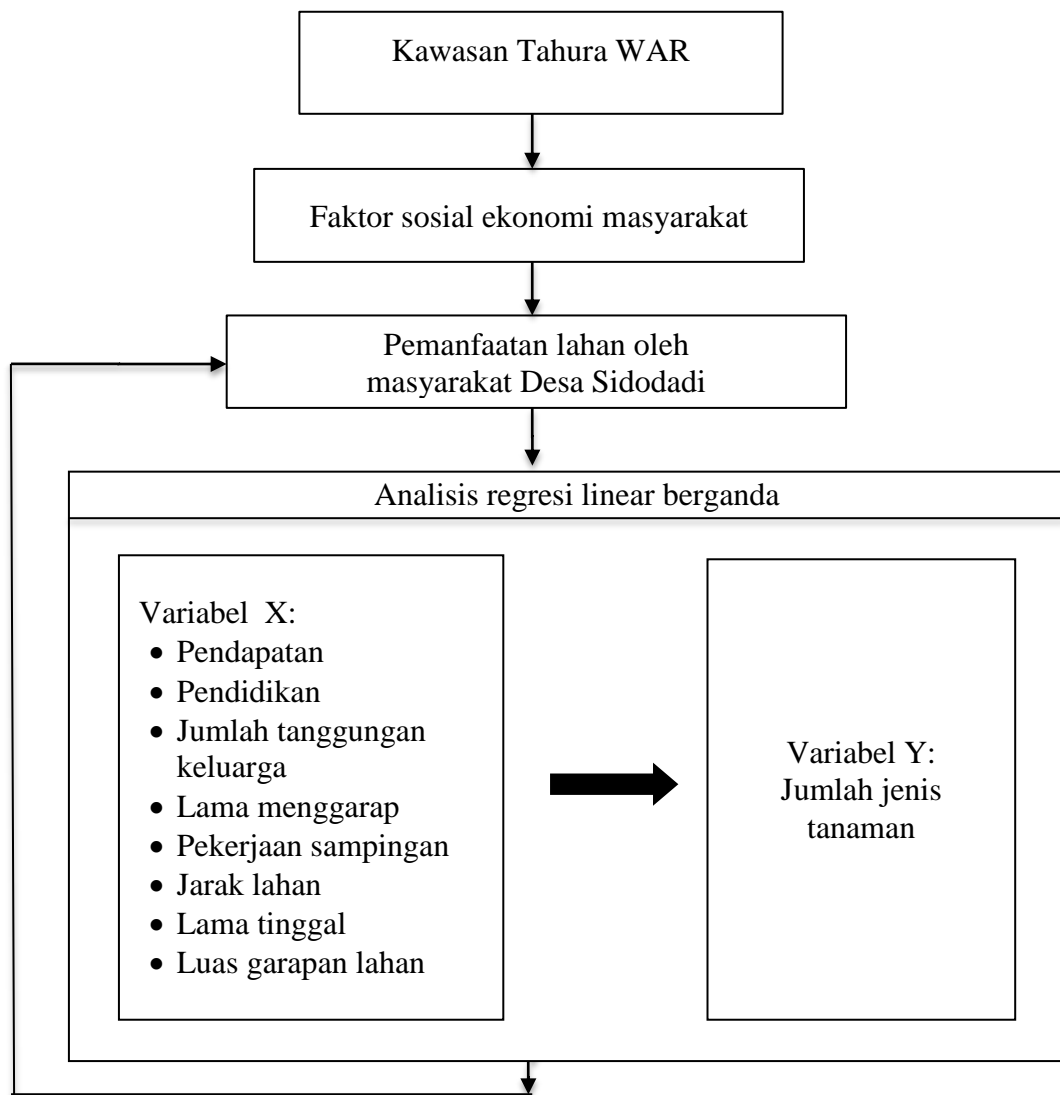 Kawasan Tahura WAR
Faktor sosial ekonomi masyarakat
Pemanfaatan lahan oleh
masyarakat Desa Sidodadi
Analisis regresi linear berganda
Variabel X:
• Pendapatan
• Pendidikan
• Jumlah tanggungan
keluarga
• Lama menggarap
• Pekerjaan sampingan
• Jarak lahan
• Lama tinggal
• Luas garapan lahan
Variabel Y:
Jumlah jenis
tanaman